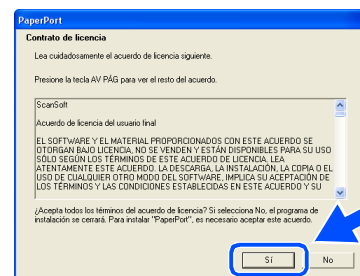 PaperPort
Contrato de licencia
Lea cuidadosamente el acuerdo de licencia siguiente.
Presione la tecla AV PÁG para ver el resto del acuerdo.
ScanSoft
Acuerdo de licencia del usuario final
EL SOFTWARE Y EL MATERIAL PROPORCIONADOS CON ESTE ACUERDO SE
OTORGAN BAJO LICENCIA, NO SE VENDEN Y ESTÁN DISPONIBLES PARA SU USO
SÓLO SEGÚN LOS TÉRMINOS DE ESTE ACUERDO DE LICENCIA. LEA
ATENTAMENTE ESTE ACUERDO. LA DESCARGA, LA INSTALACIÓN, LA COPIA O EL
USO DE CUALQUIER OTRO MODO DEL SOFTWARE, IMPLICA SU ACEPTACIÓN DE
LOS TÉRMINOS Y LAS CONDICIONES ESTABLECIDAS EN ESTE ACUERDO Y SU
¿Acepta todos los términos del acuerdo de licencia? Si selecciona No, el programa de
instalación se cerrará. Para instalar "PaperPort", es necesario aceptar este acuerdo.
Sí No